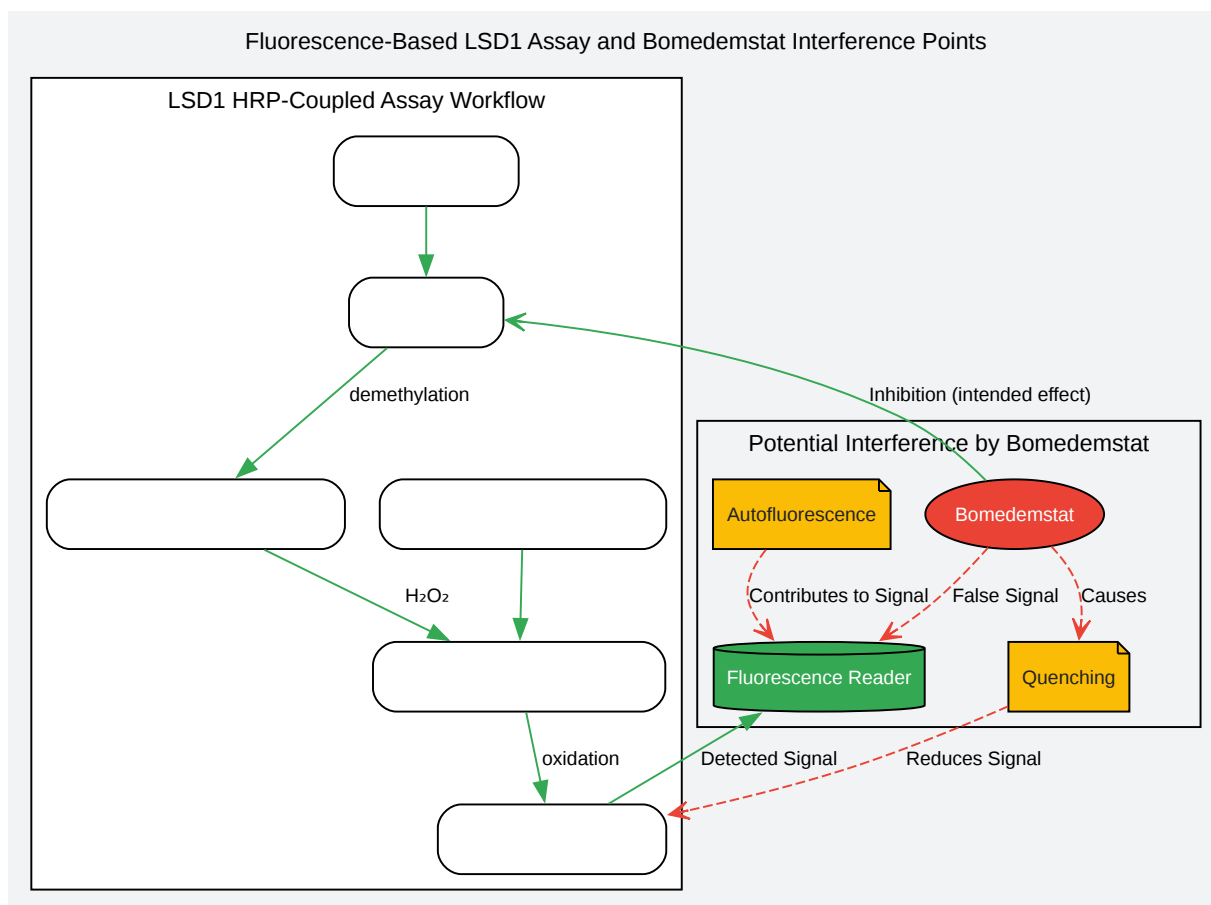 Fluorescence-Based LSD1 Assay and Bomedemstat Interference Points
LSD1 HRP-Coupled Assay Workflow
demethylation
Inhibition (intended effect)
Potential Interference by Bomedemstat
Autofluorescence
Bomedemstat
H₂O₂
Contributes to Signal
False Signal
Causes
Fluorescence Reader
Quenching
oxidation
Detected Signal
Reduces Signal